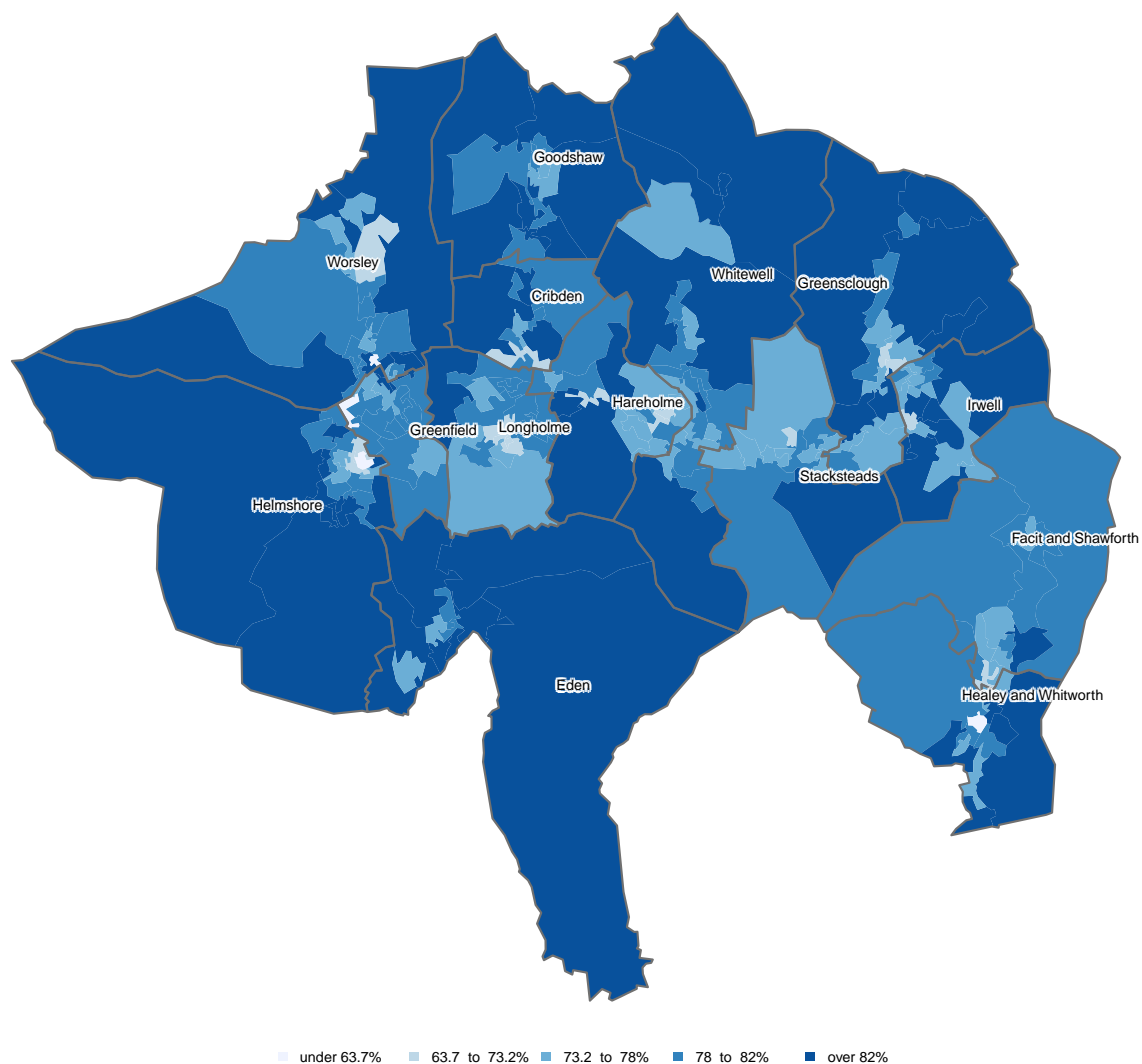 Goodshaw
Worsley
Whitewell
Greensclough
Cribden
Hareholme
Irwell
Greenfield
Longholme
Stacksteads
Helmshore
Facit and Shawforth
Eden
Healey and Whitworth
under 63.7% 63.7 to 73.2% 73.2 to 78% 78 to 82% over 82%